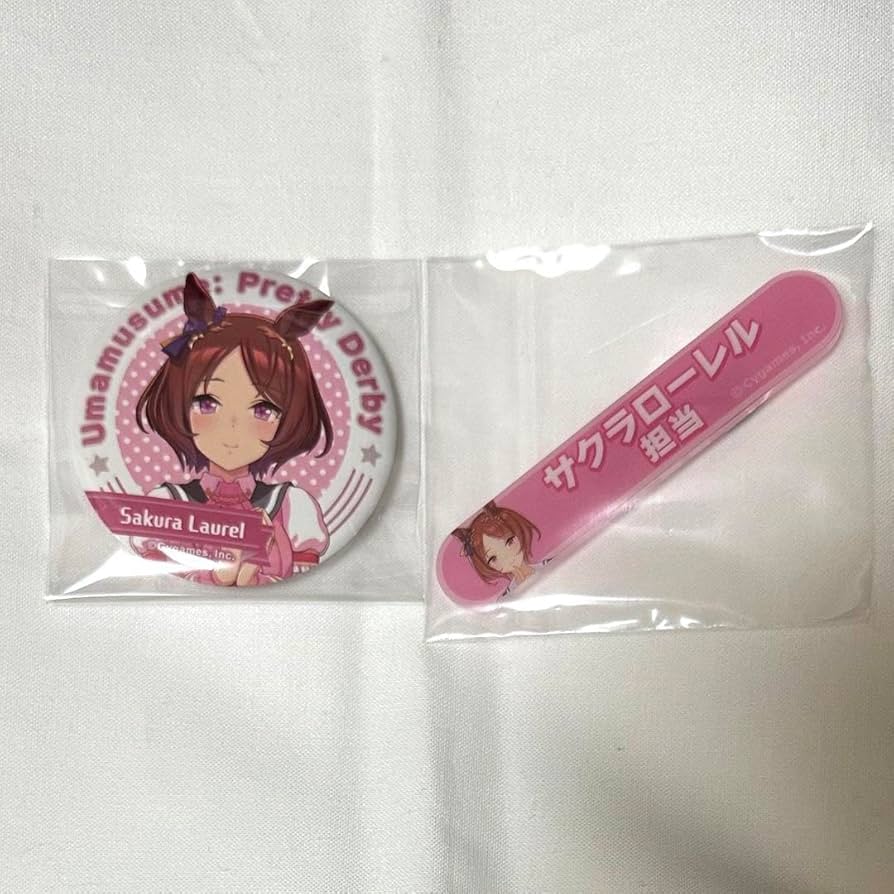 Umamusume: Pretty Derby
Sakura Laurel
©Cygames, Inc.
サクラローレル
担当
©Cygames, Inc.